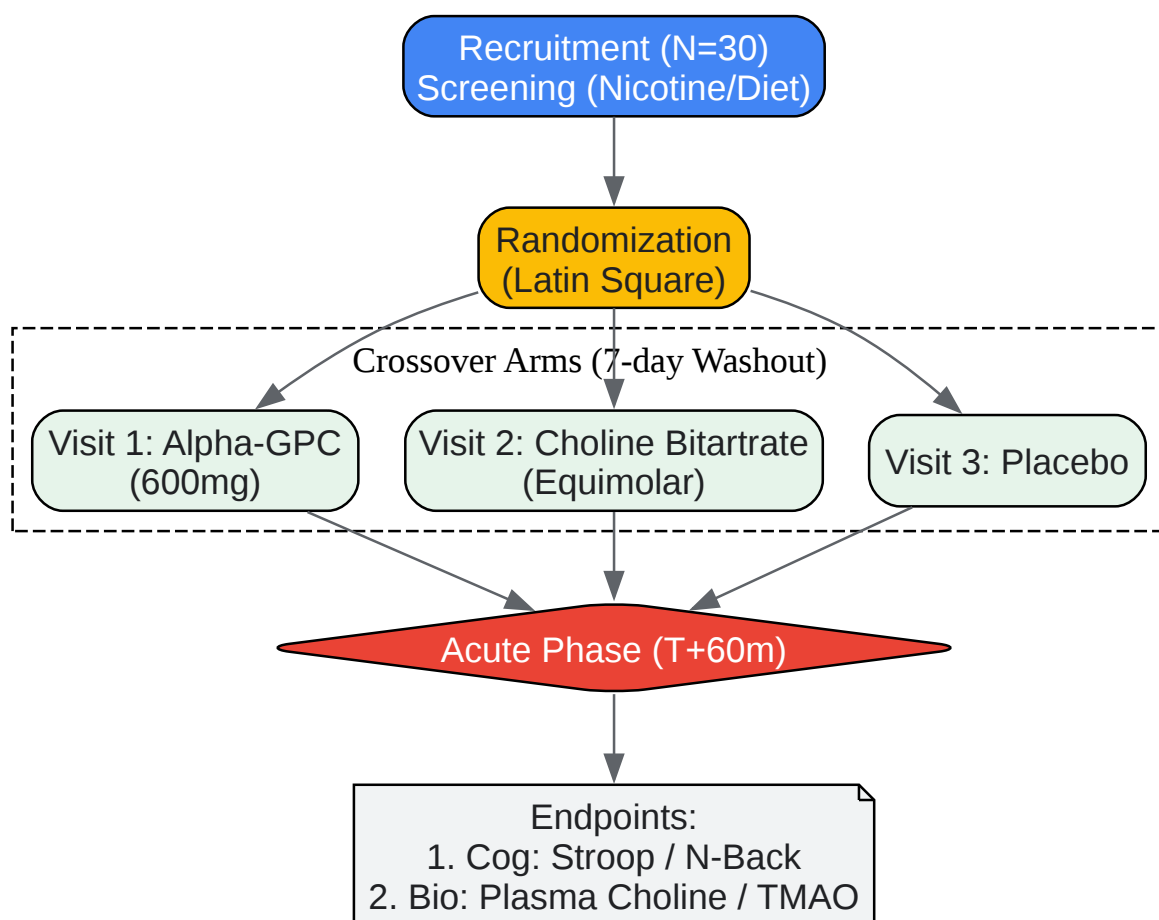 Recruitment (N=30)
Screening (Nicotine/Diet)
Randomization
(Latin Square)
Crossover Arms (7-day Washout)
Visit 1: Alpha-GPC
(600mg)
Visit 2: Choline Bitartrate
(Equimolar)
Visit 3: Placebo
Acute Phase (T+60m)
Endpoints:
1. Cog: Stroop / N-Back
2. Bio: Plasma Choline / TMAO